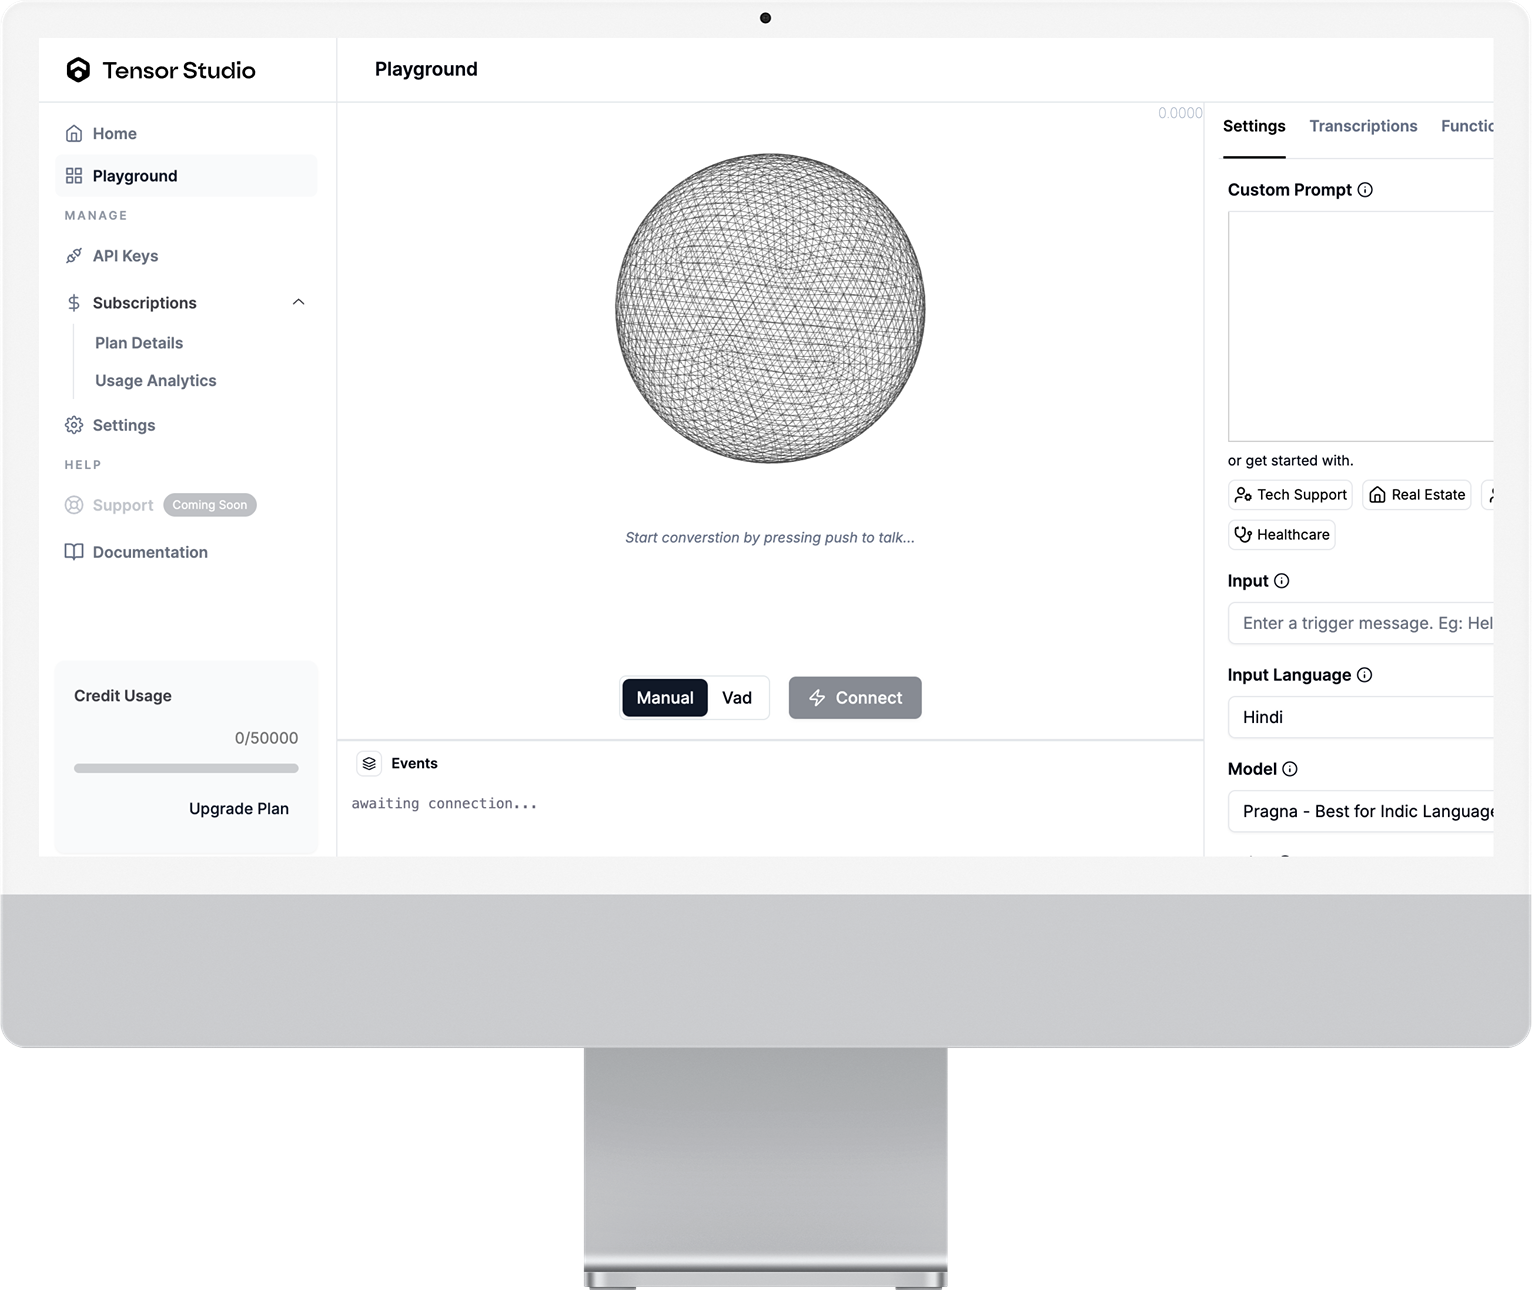 Tensor Studio
Playground
Home
Playground
MANAGE
API Keys
Subscriptions
Plan Details
Usage Analytics
Settings
HELP
Support
Coming Soon
Documentation
Credit Usage
0/50000
Upgrade Plan
0.0000
Start converstion by pressing push to talk...
Manual
Vad
Connect
Events
awaiting connection...
Settings
Transcriptions
Functio
Custom Prompt
or get started with.
Tech Support
Real Estate
Healthcare
Input
Enter a trigger message. Eg: Hel
Input Language
Hindi
Model
Pragna - Best for Indic Language